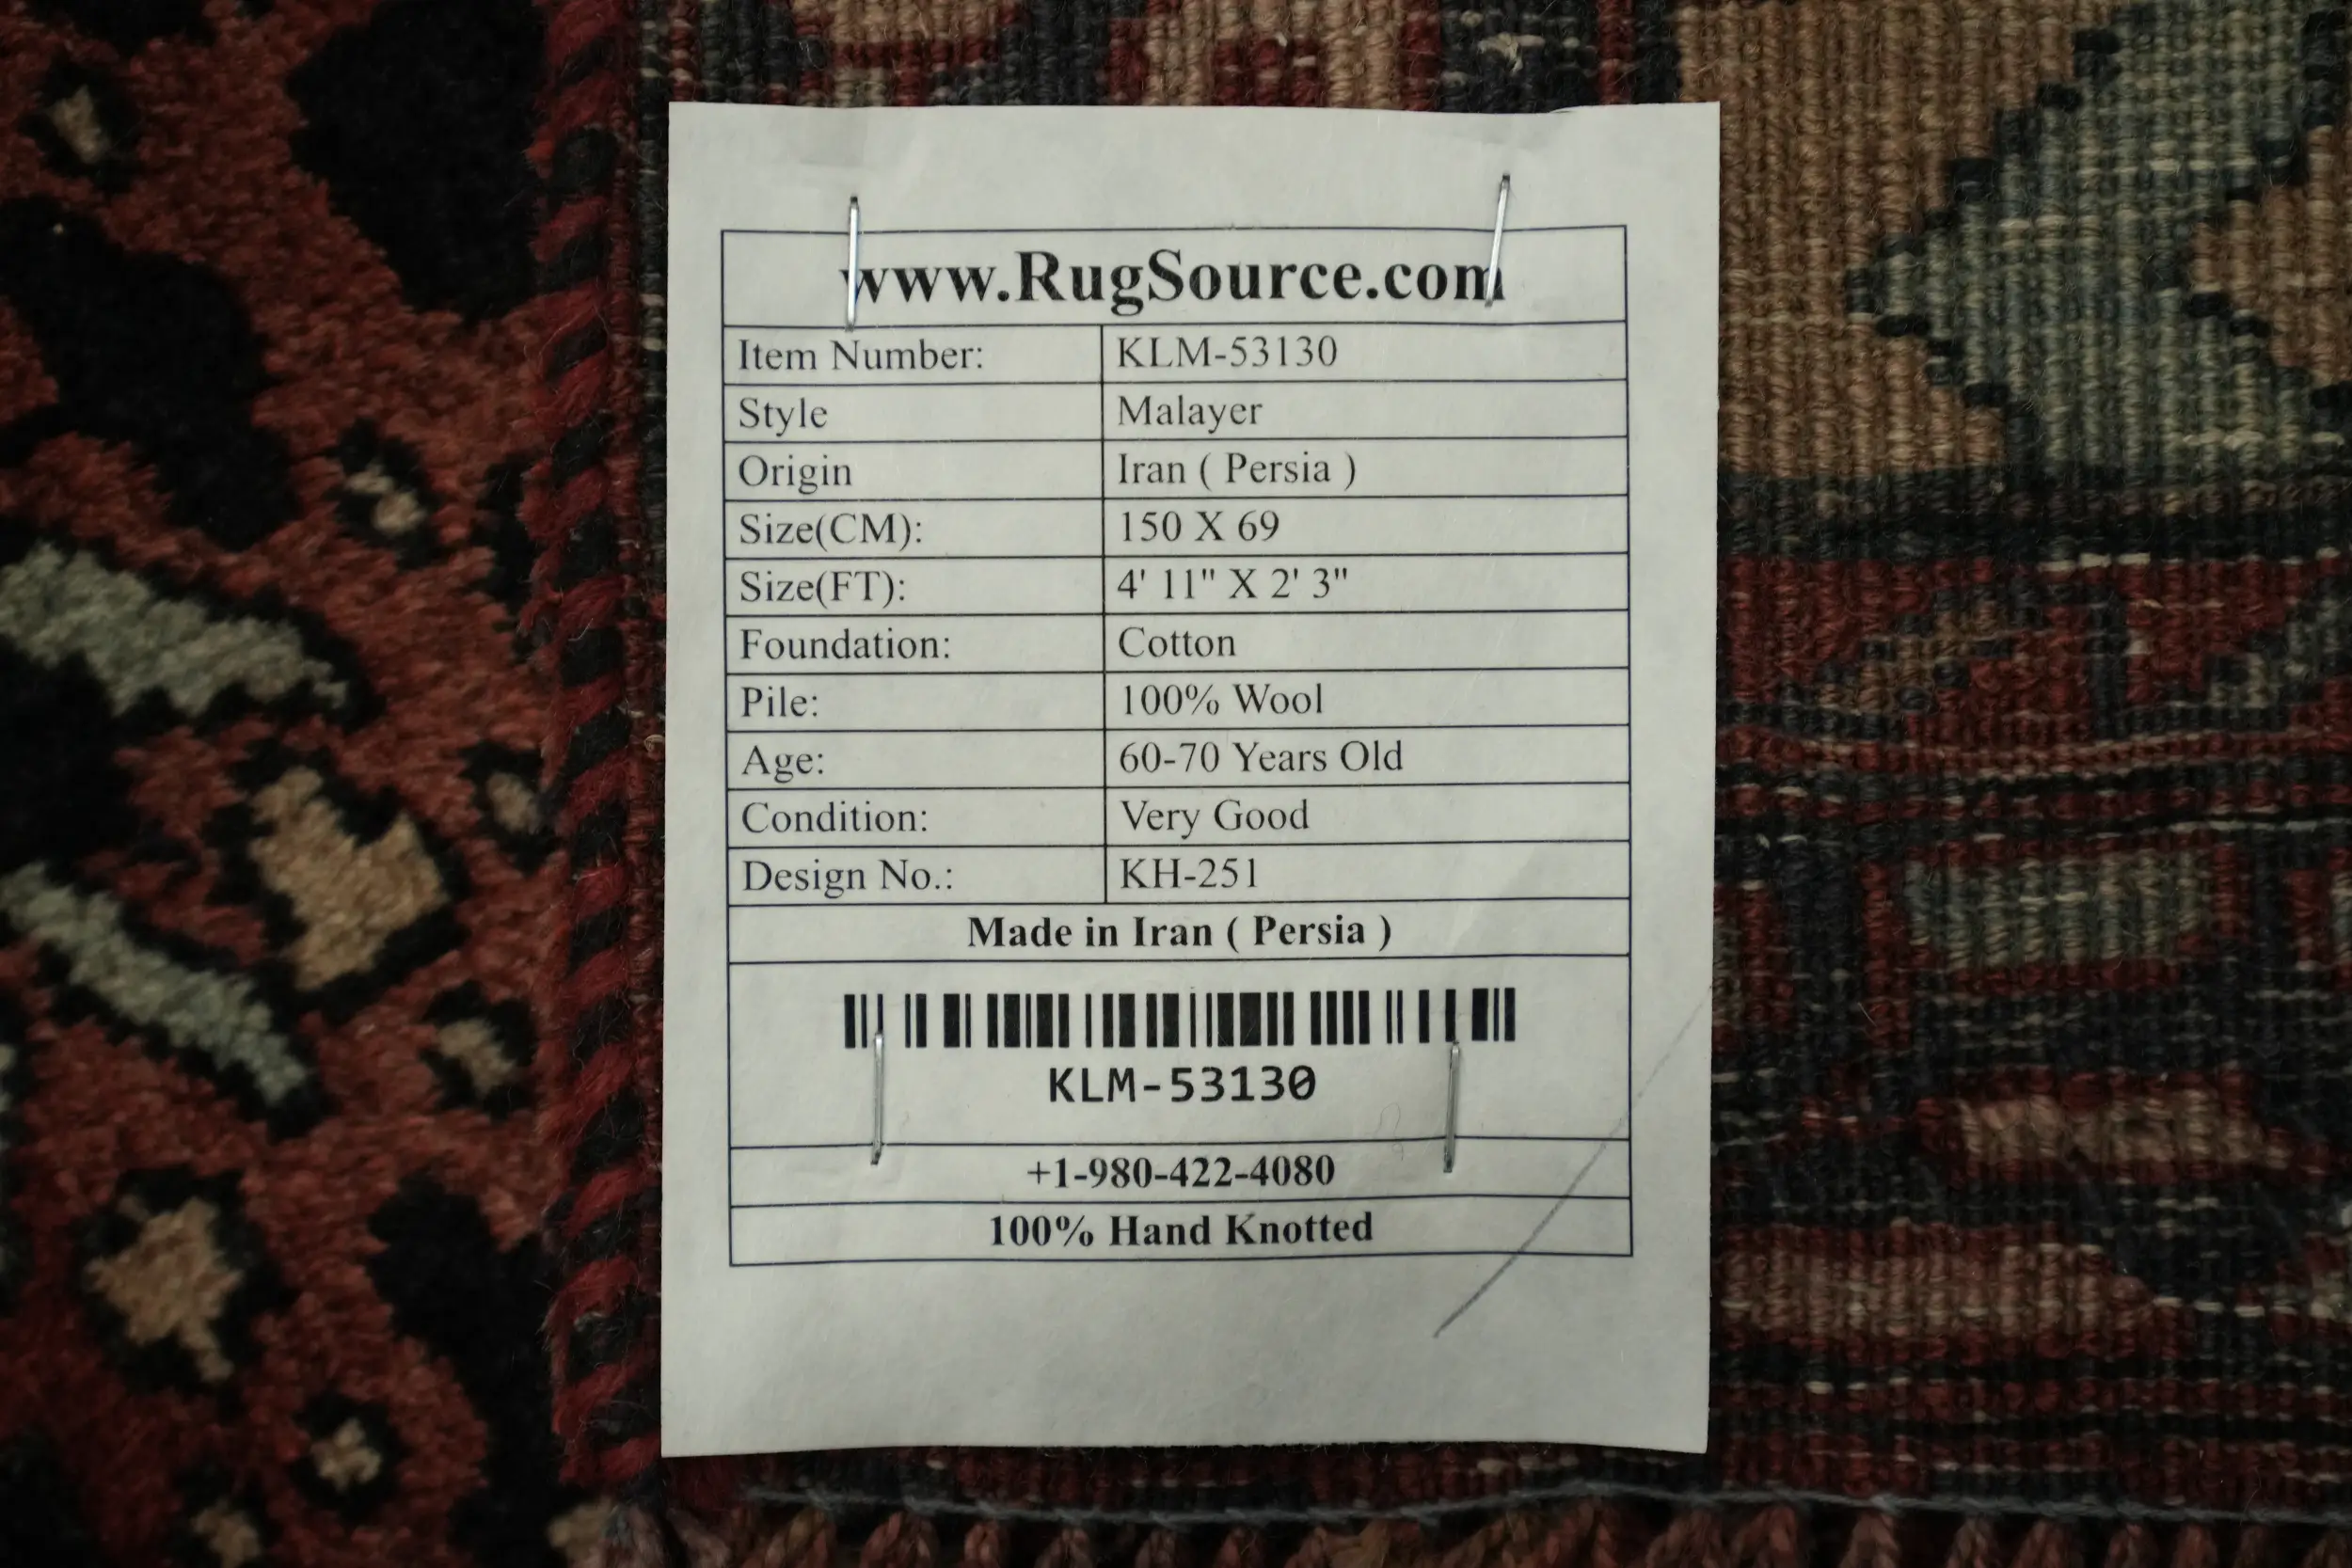 www.RugSource.com
Item Number: KLM-53130
Style Malayer
Origin Iran ( Persia )
Size(CM): 150 X 69
Size(FT): 4' 11" X 2' 3"
Foundation: Cotton
Pile: 100% Wool
Age: 60-70 Years Old
Condition: Very Good
Design No.: KH-251
Made in Iran ( Persia )
KLM-53130
+1-980-422-4080
100% Hand Knotted